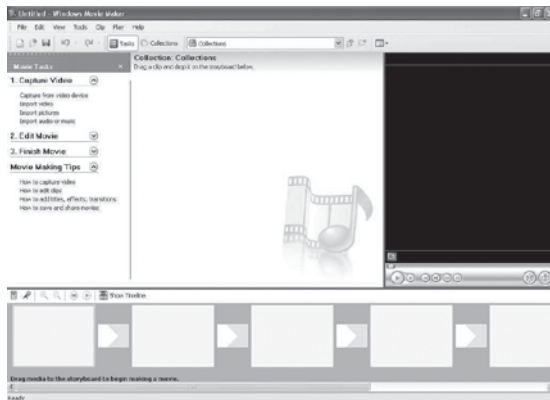 Untitled - Windows Movie Maker
File Edit View Tools Clip Play Help
Tasks Collections Collections
Movie Tasks
Collection: Collections
Drag a clip and drop it on the storyboard below.
1. Capture Video
Capture from video device
Import video
Import pictures
Import audio or music
2. Edit Movie
3. Finish Movie
Movie Making Tips
How to capture video
How to edit clips
How to add titles, effects, transitions
How to save and share movies
Show Timeline
Drag media to the storyboard to begin making a movie.
Ready